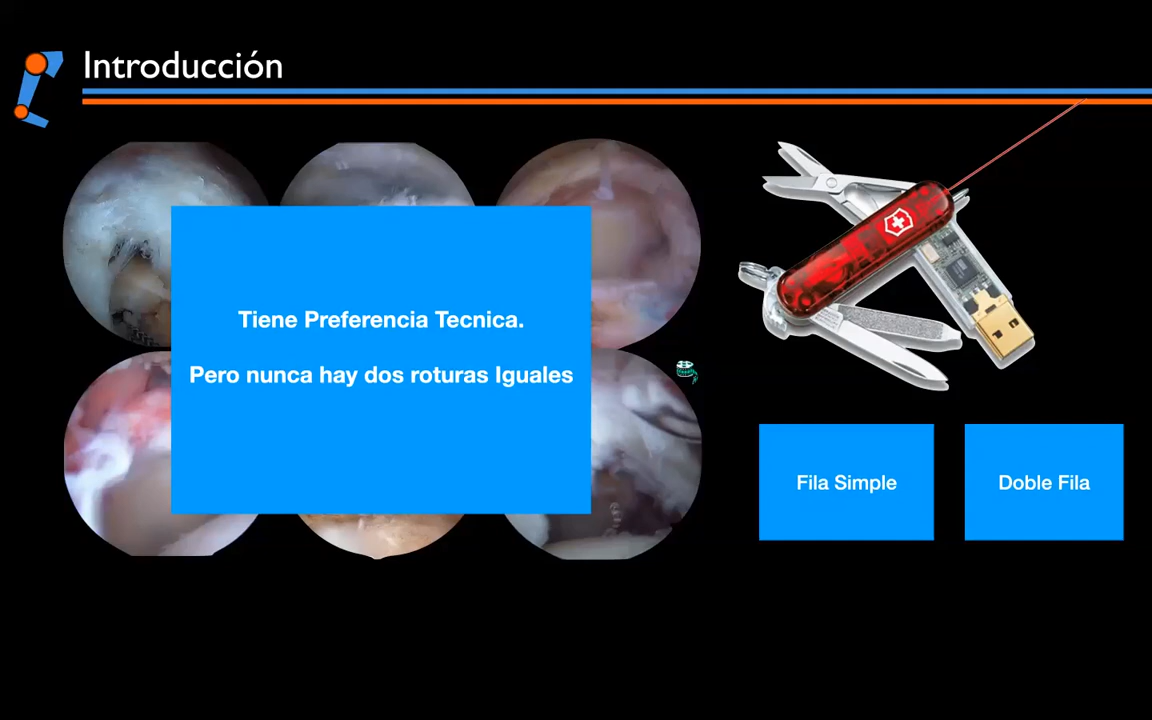 Introducción
Tiene Preferencia Tecnica.
Pero nunca hay dos roturas Iguales
Fila Simple
Doble Fila